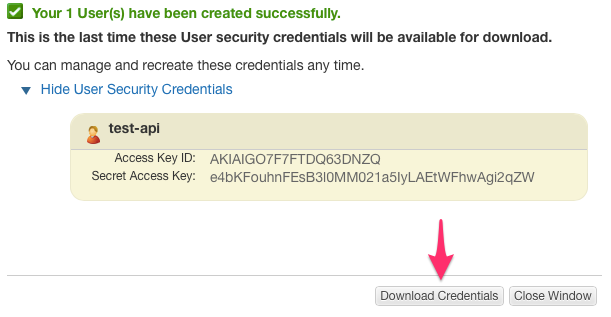 Your 1 User(s) have been created successfully.
This is the last time these User security credentials will be available for download.
You can manage and recreate these credentials any time.
Hide User Security Credentials
test-api
Access Key ID: AKIAIGO7F7FTDQ63DNZQ
Secret Access Key: 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
Download Credentials Close Window